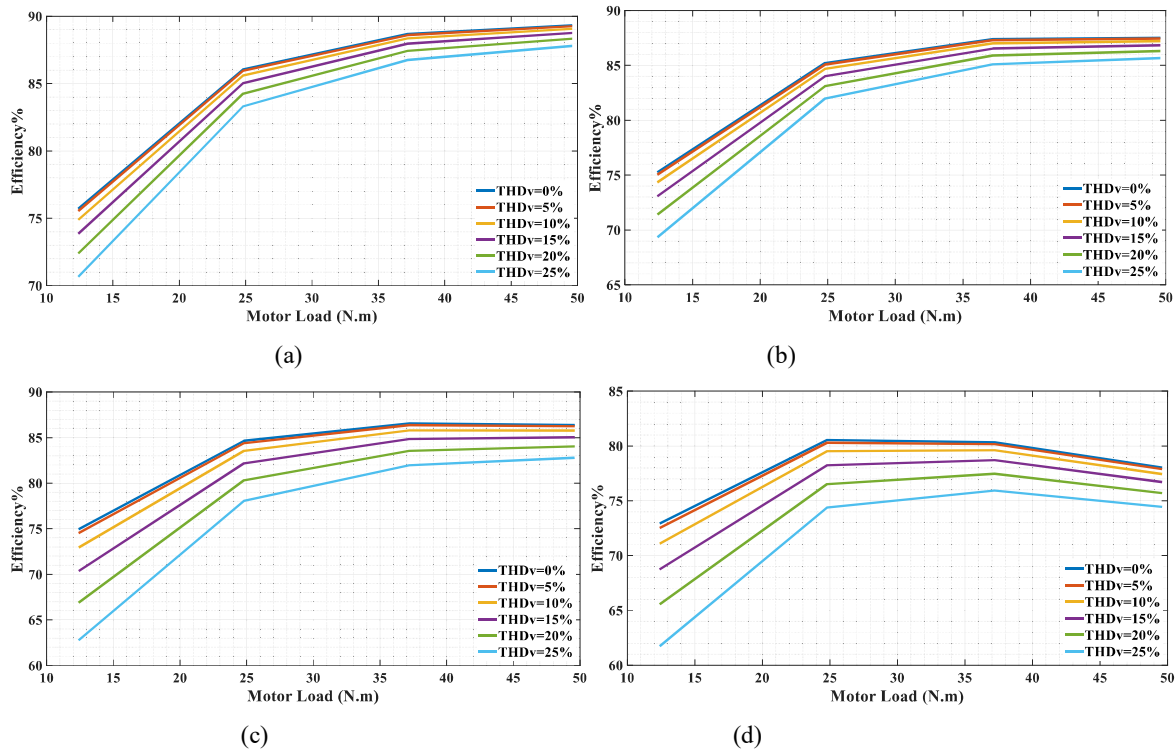 90
85
80
75
70
Efficiency%
THDv=0%
THDv=5%
THDv=10%
THDv=15%
THDv=20%
THDv=25%
10 15 20 25 30 35 40 45 50
Motor Load (N.m)
(a)
90
85
80
75
70
65
Efficiency%
THDv=0%
THDv=5%
THDv=10%
THDv=15%
THDv=20%
THDv=25%
10 15 20 25 30 35 40 45 50
Motor Load (N.m)
(b)
90
85
80
75
70
65
60
Efficiency%
THDv=0%
THDv=5%
THDv=10%
THDv=15%
THDv=20%
THDv=25%
10 15 20 25 30 35 40 45 50
Motor Load (N.m)
(c)
85
80
75
70
65
60
Efficiency%
THDv=0%
THDv=5%
THDv=10%
THDv=15%
THDv=20%
THDv=25%
10 15 20 25 30 35 40 45 50
Motor Load (N.m)
(d)